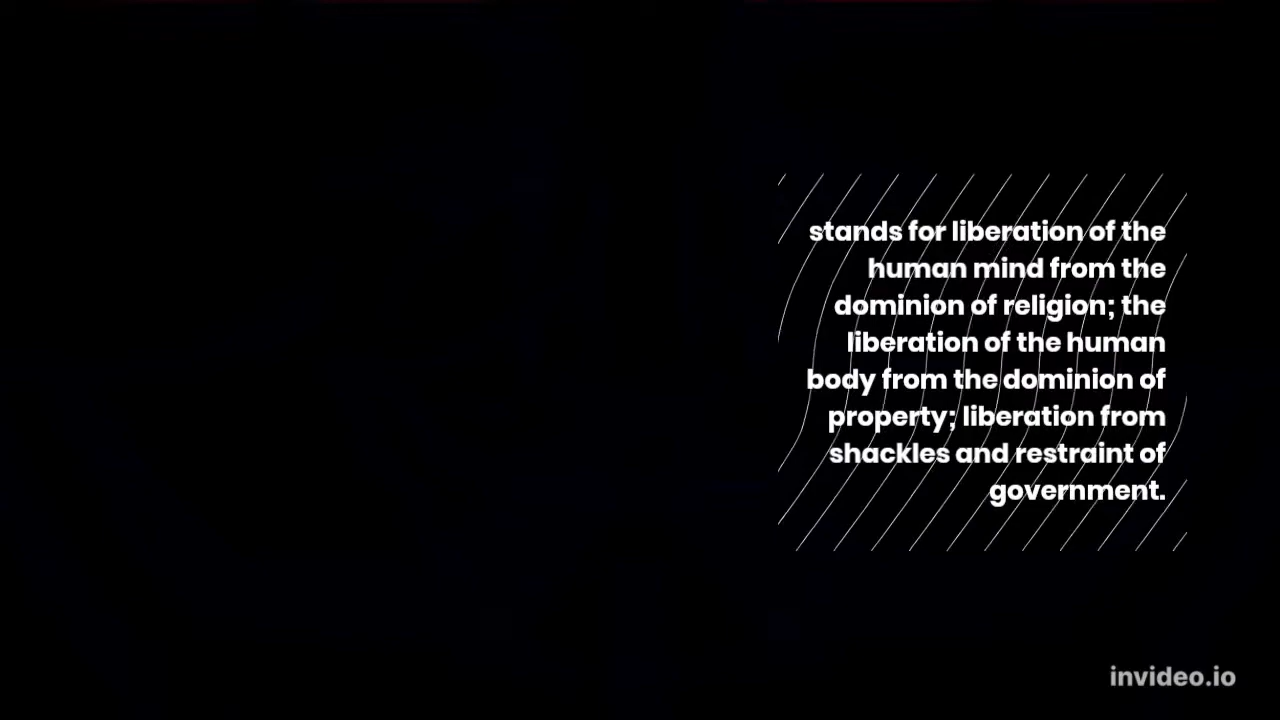 stands for liberation of the
human mind from the
dominion of religion; the
liberation of the human
body from the dominion of
property; liberation from
shackles and restraint of
government.
invideo.io